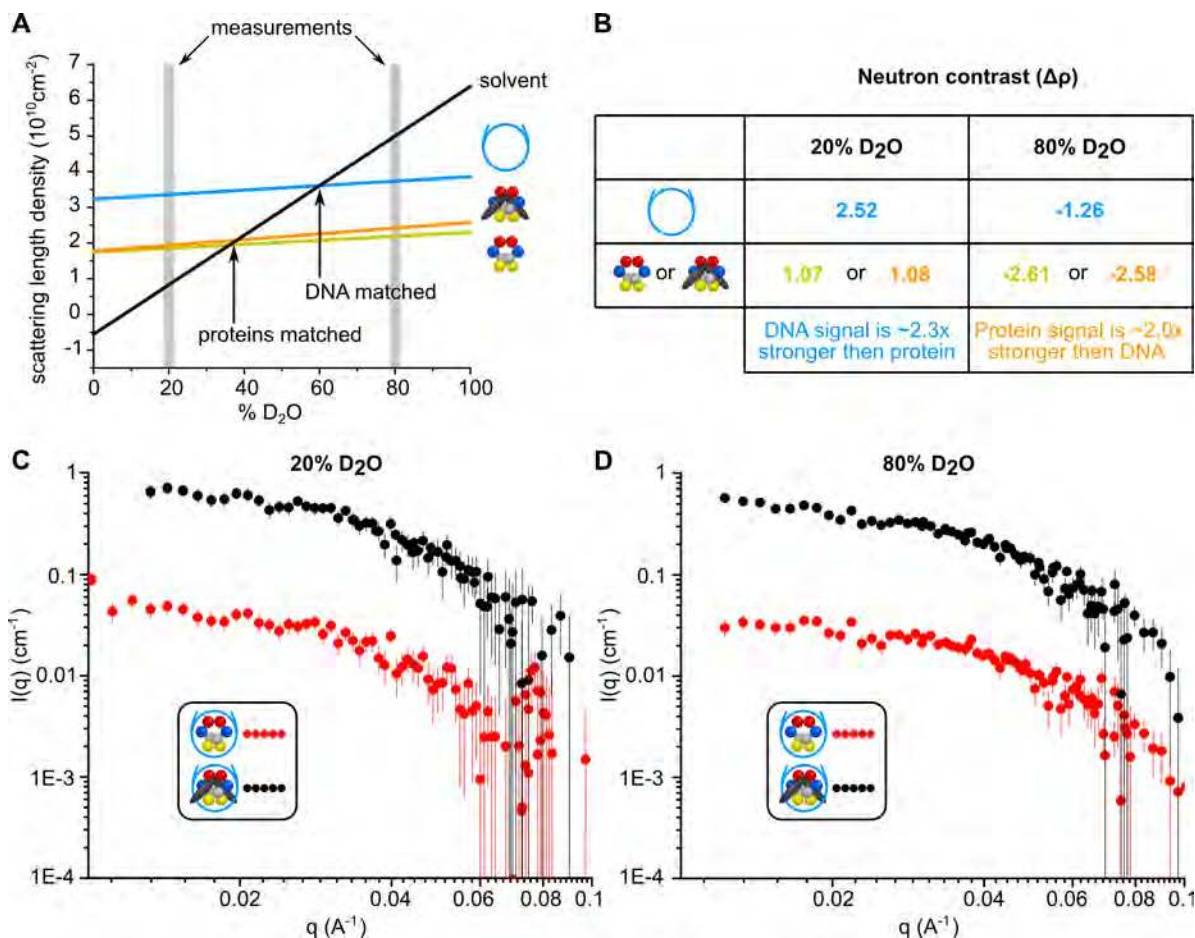 A
measurements
7
6
5
4
3
2
1
0
-1
scattering length density (10¹⁰cm⁻²)
solvent
DNA matched
proteins matched
0 20 40 60 80 100
% D₂O
B
Neutron contrast (Δρ)
20% D₂O 80% D₂O
2.52 -1.26
or 1.07 or 1.08 -2.61 or -2.58
DNA signal is ~2.3x Protein signal is ~2.0x
stronger then protein stronger then DNA
C
20% D₂O
1
0.1
0.01
1E-3
1E-4
I(q) (cm⁻¹)
0.02 0.04 0.06 0.08 0.1
q (A⁻¹)
D
80% D₂O
1
0.1
0.01
1E-3
1E-4
I(q) (cm⁻¹)
0.02 0.04 0.06 0.08 0.1
q (A⁻¹)